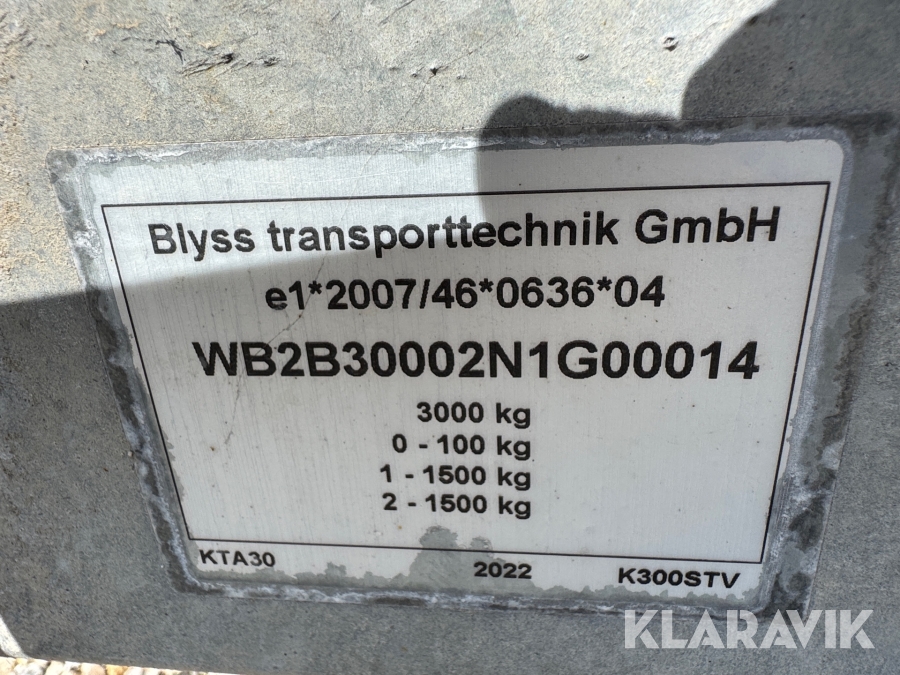 Blyss transporttechnik GmbH
e1*2007/46*0636*04
WB2B30002N1G00014
3000 kg
0 - 100 kg
1 - 1500 kg
2 - 1500 kg
KTA30 2022 K300STV
KLARAVIK